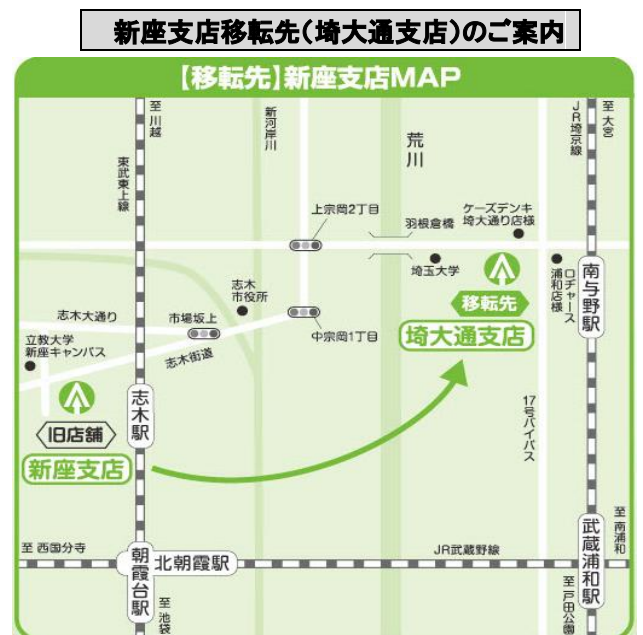 新座支店移転先(埼大通支店)のご案内
【移転先】新座支店MAP
至 川越
東武東上線
新河岸川
荒川
JR埼京線
至 大宮
上宗岡2丁目
羽根倉橋
ケーズデンキ
埼大通り店様
埼玉大学
ロヂャース
浦和店様
南与野駅
志木
市役所
移転先
埼大通支店
志木大通り
市場坂上
中宗岡1丁目
志木街道
立教大学
新座キャンパス
志木駅
旧店舗
新座支店
17号バイパス
至 西国分寺
朝霞台駅
北朝霞駅
JR武蔵野線
武蔵浦和駅
至 南浦和
至 池袋
至 戸田公園